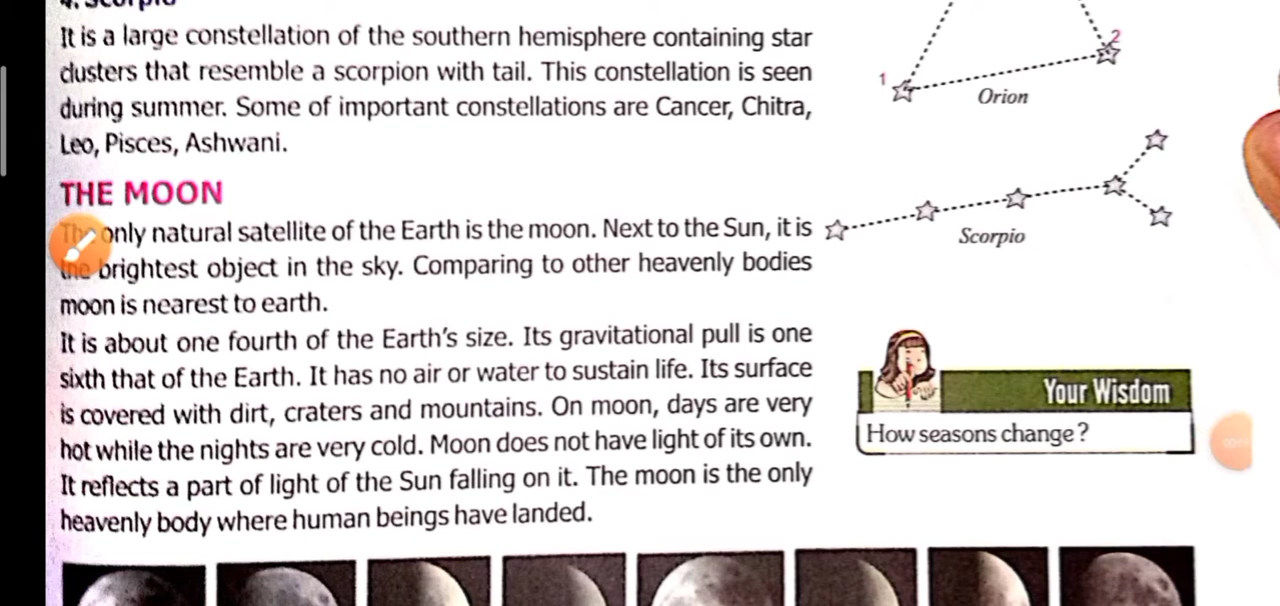 4. Scorpio
It is a large constellation of the southern hemisphere containing star
clusters that resemble a scorpion with tail. This constellation is seen
during summer. Some of important constellations are Cancer, Chitra,
Leo, Pisces, Ashwani.
1
2
Orion
Scorpio
THE MOON
The only natural satellite of the Earth is the moon. Next to the Sun, it is
the brightest object in the sky. Comparing to other heavenly bodies
moon is nearest to earth.
It is about one fourth of the Earth's size. Its gravitational pull is one
sixth that of the Earth. It has no air or water to sustain life. Its surface
is covered with dirt, craters and mountains. On moon, days are very
hot while the nights are very cold. Moon does not have light of its own.
It reflects a part of light of the Sun falling on it. The moon is the only
heavenly body where human beings have landed.
Your Wisdom
How seasons change?